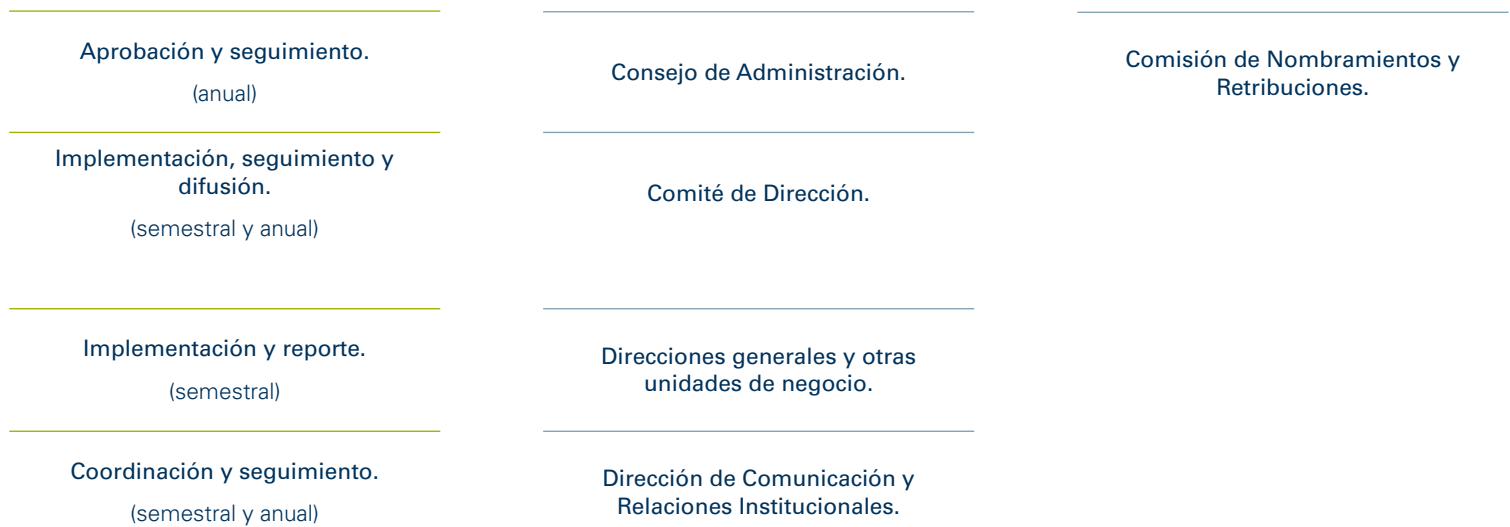 Aprobación y seguimiento.
(anual)
Consejo de Administración.
Comisión de Nombramientos y
Retribuciones.
Implementación, seguimiento y
difusión.
(semestral y anual)
Comité de Dirección.
Implementación y reporte.
(semestral)
Direcciones generales y otras
unidades de negocio.
Coordinación y seguimiento.
(semestral y anual)
Dirección de Comunicación y
Relaciones Institucionales.